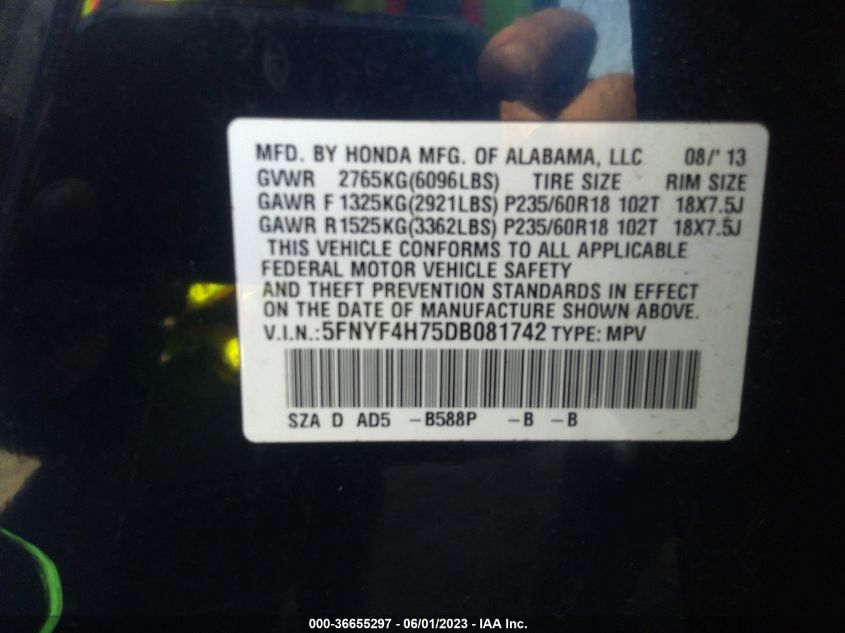 MFD. BY HONDA MFG. OF ALABAMA, LLC 08/' 13
GVWR 2765KG(6096LBS) TIRE SIZE RIM SIZE
GAWR F 1325KG(2921LBS) P235/60R18 102T 18X7.5J
GAWR R1525KG(3362LBS) P235/60R18 102T 18X7.5J
THIS VEHICLE CONFORMS TO ALL APPLICABLE
FEDERAL MOTOR VEHICLE SAFETY
AND THEFT PREVENTION STANDARDS IN EFFECT
ON THE DATE OF MANUFACTURE SHOWN ABOVE.
V.I.N.:5FNYF4H75DB081742 TYPE: MPV
SZA D AD5 -B588P -B -B
000-36655297 - 06/01/2023 - IAA Inc.